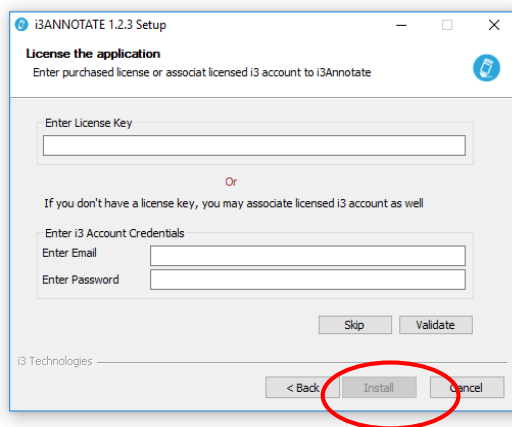 i3ANNOTATE 1.2.3 Setup
License the application
Enter purchased license or associat licensed i3 account to i3Annotate
Enter License Key
Or
If you don't have a license key, you may associate licensed i3 account as well
Enter i3 Account Credentials
Enter Email
Enter Password
Skip Validate
i3 Technologies
< Back Install Cancel